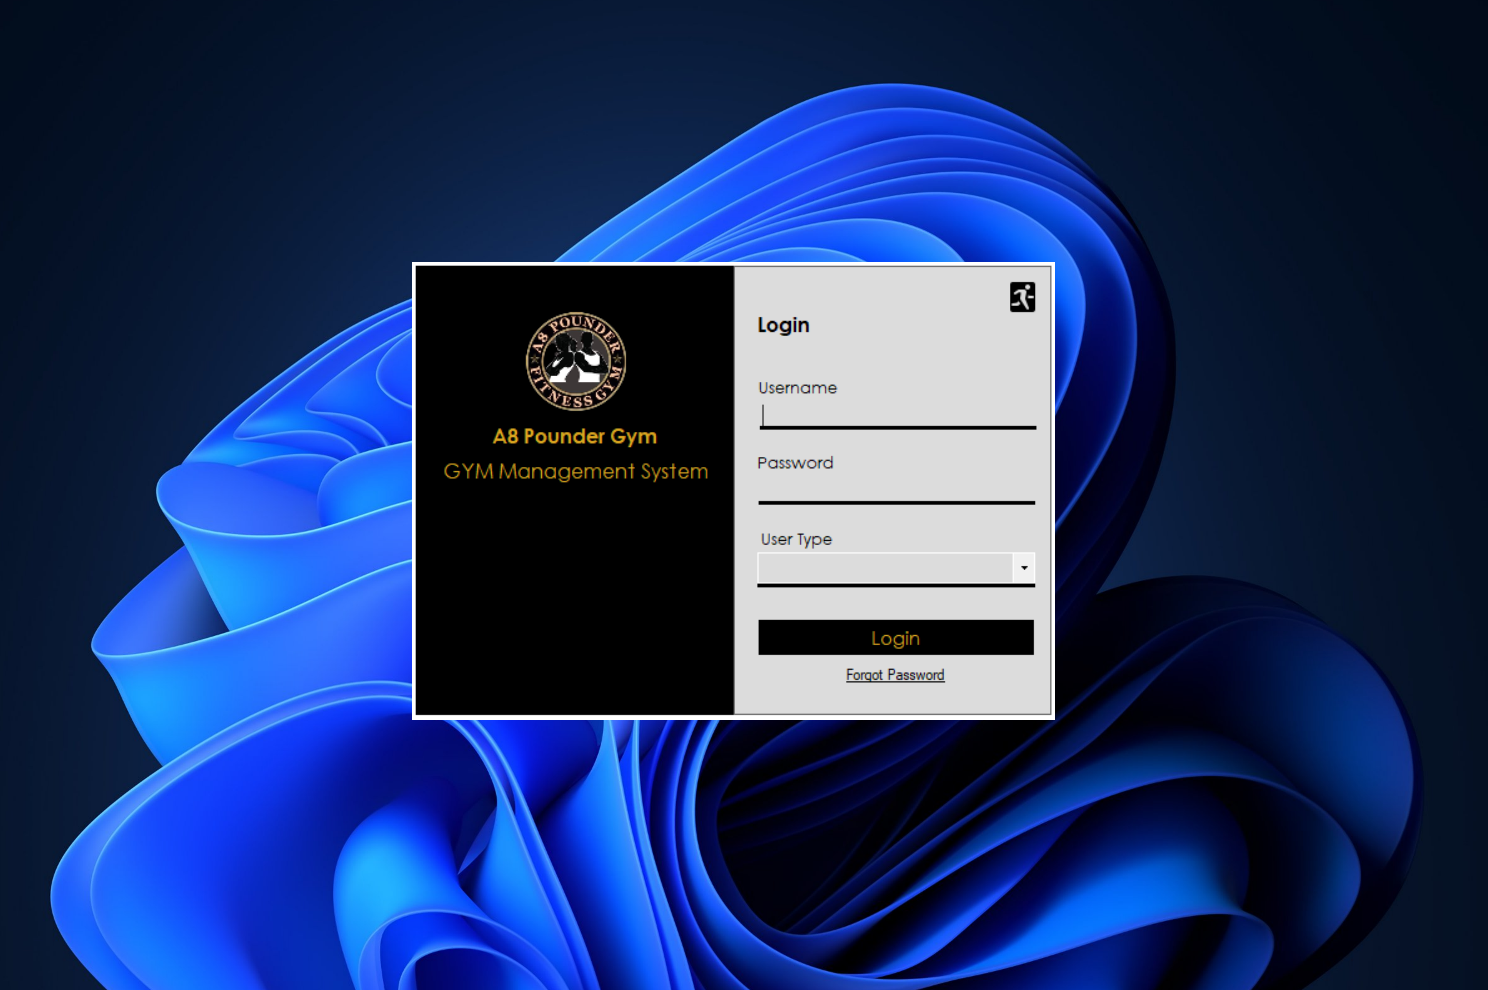 A8 POUNDER
FITNESS GYM
A8 Pounder Gym
GYM Management System
Login
Username
Password
User Type
Login
Forgot Password